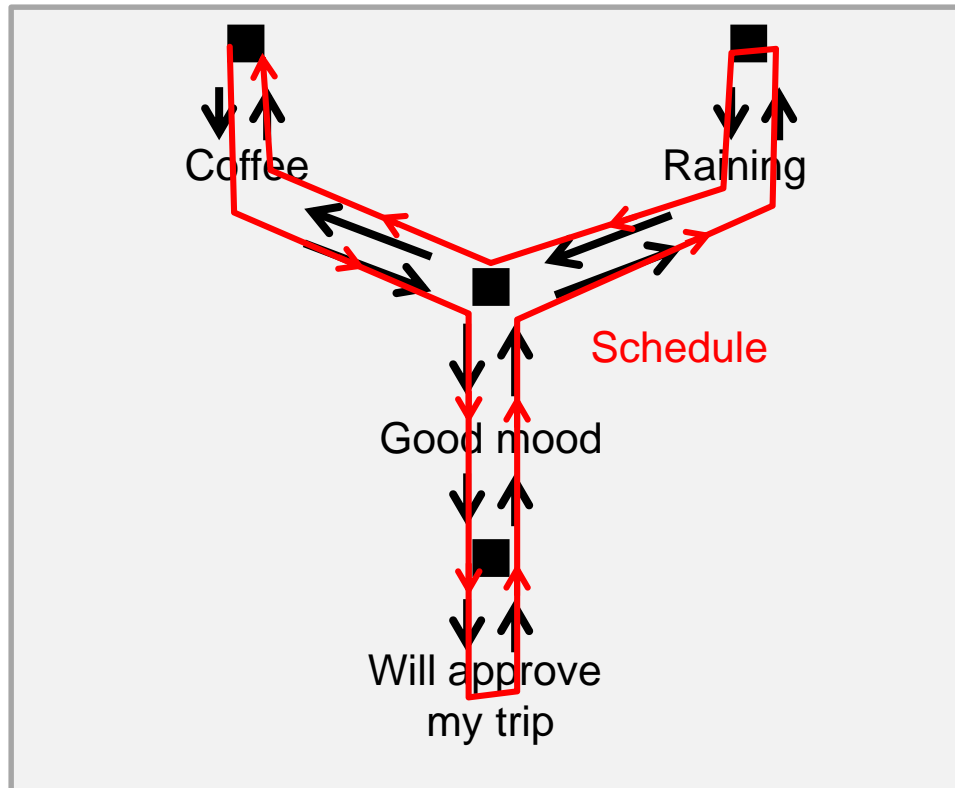 Coffee
Raining
Schedule
Good mood
Will approve
my trip